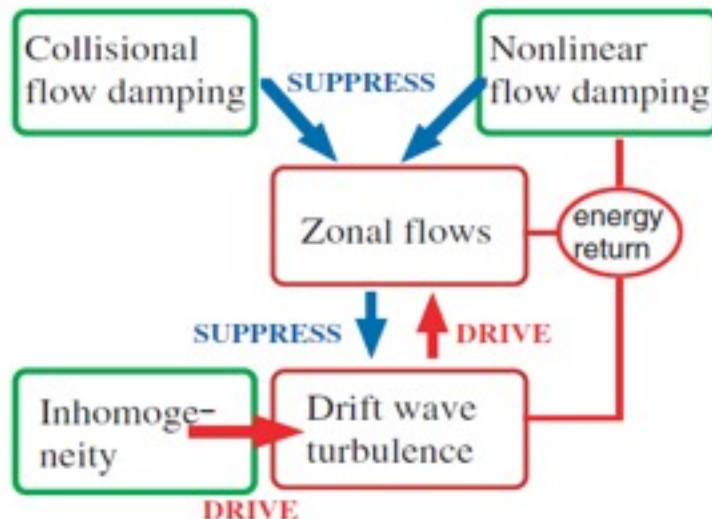 Collisional
flow damping
SUPPRESS
Nonlinear
flow damping
Zonal flows
energy
return
SUPPRESS
DRIVE
Inhomoge-
neity
Drift wave
turbulence
DRIVE